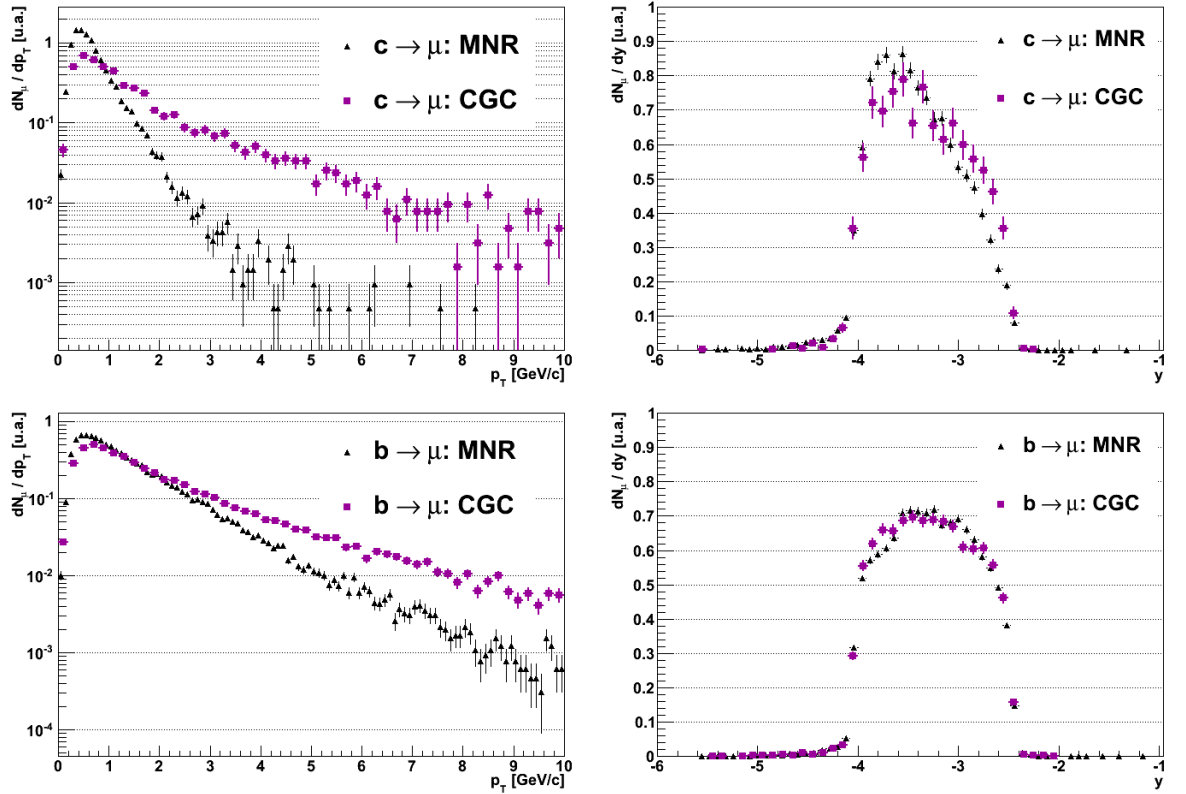 dN_μ / dp_T [u.a.]
1
10^-1
10^-2
10^-3
c → μ: MNR
c → μ: CGC
0 1 2 3 4 5 6 7 8 9 10
p_T [GeV/c]
dN_μ / dy [u.a.]
1
0.9
0.8
0.7
0.6
0.5
0.4
0.3
0.2
0.1
0
c → μ: MNR
c → μ: CGC
-6 -5 -4 -3 -2 -1
y
dN_μ / dp_T [u.a.]
1
10^-1
10^-2
10^-3
10^-4
b → μ: MNR
b → μ: CGC
0 1 2 3 4 5 6 7 8 9 10
p_T [GeV/c]
dN_μ / dy [u.a.]
1
0.9
0.8
0.7
0.6
0.5
0.4
0.3
0.2
0.1
0
b → μ: MNR
b → μ: CGC
-6 -5 -4 -3 -2 -1
y